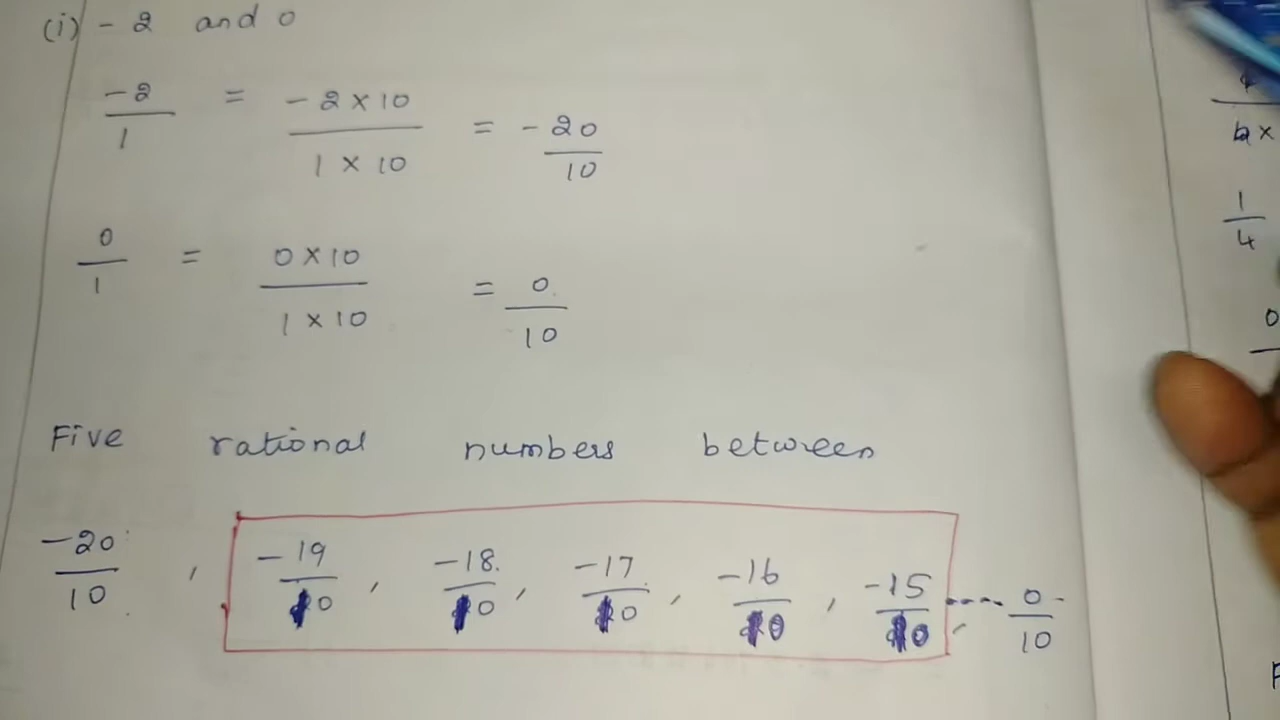 (i) - 2 and 0
-2/1 = -2 × 10 / 1 × 10 = -20/10
0/1 = 0 × 10 / 1 × 10 = 0/10
Five rational numbers between
-20/10 , -19/10 , -18/10 , -17/10 , -16/10 , -15/10 ---- 0/10
1/4
0